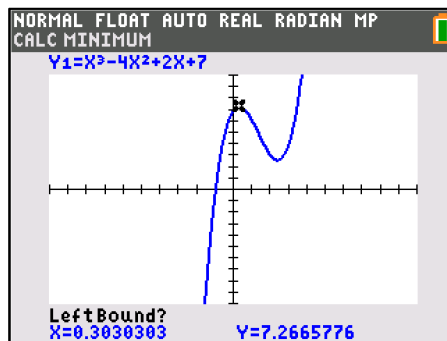 NORMAL FLOAT AUTO REAL RADIAN MP
CALC MINIMUM
Y₁=X³-4X²+2X+7
LeftBound?
X=0.3030303 Y=7.2665776